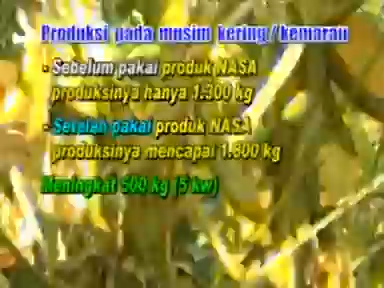 Produksi pada musim kering/kemarau
- Sebelum pakai produk NASA
produksinya hanya 1.300 kg
- Setelah pakai produk NASA
produksinya mencapai 1.800 kg
Meningkat 500 kg (5 kw)